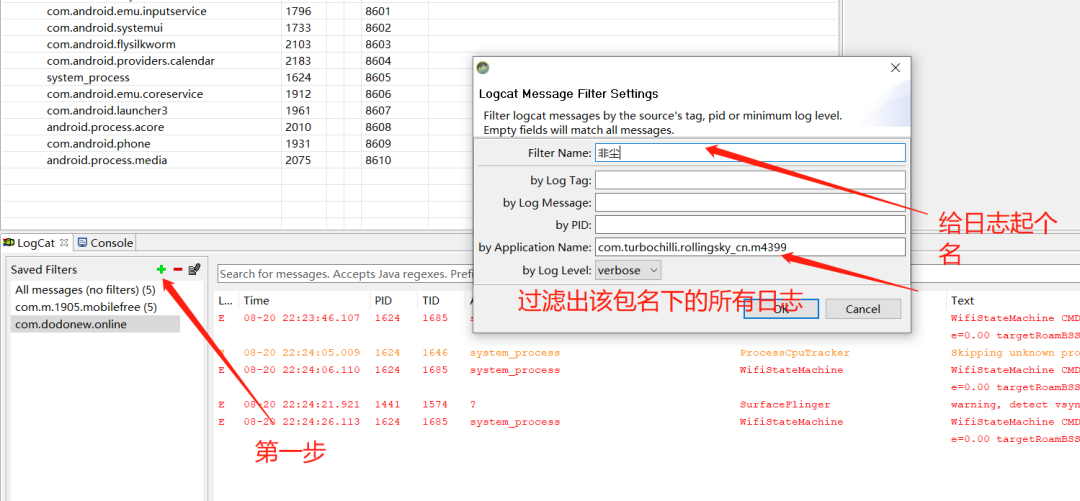 com.android.emu.inputservice 1796 8601
com.android.systemui 1733 8602
com.android.flysilkworm 2103 8603
com.android.providers.calendar 2183 8604
system_process 1624 8605
com.android.emu.coreservice 1912 8606
com.android.launcher3 1961 8607
android.process.acore 2010 8608
com.android.phone 1931 8609
android.process.media 2075 8610
Logcat Message Filter Settings
Filter logcat messages by the source's tag, pid or minimum log level.
Empty fields will match all messages.
Filter Name: 非尘
by Log Tag:
by Log Message:
by PID:
by Application Name: com.turbochilli.rollingsky_cn.m4399
by Log Level: verbose
OK Cancel
给日志起个
名
过滤出该包名下的所有日志
LogCat Console
Saved Filters
All messages (no filters) (5)
com.m.1905.mobilefree (5)
com.dodonew.online
第一步
Search for messages. Accepts Java regexes. Prefi
L... Time PID TID Text
E 08-20 22:23:46.107 1624 1685 WifiStateMachine CMD
e=0.00 targetRoamBSS
E 08-20 22:24:05.009 1624 1646 system_process ProcessCpuTracker Skipping unknown pro
E 08-20 22:24:06.110 1624 1685 system_process WifiStateMachine WifiStateMachine CMD
e=0.00 targetRoamBSS
E 08-20 22:24:21.921 1441 1574 ? SurfaceFlinger warning, detect vsyn
E 08-20 22:24:26.113 1624 1685 system_process WifiStateMachine WifiStateMachine CMD
e=0.00 targetRoamBSS